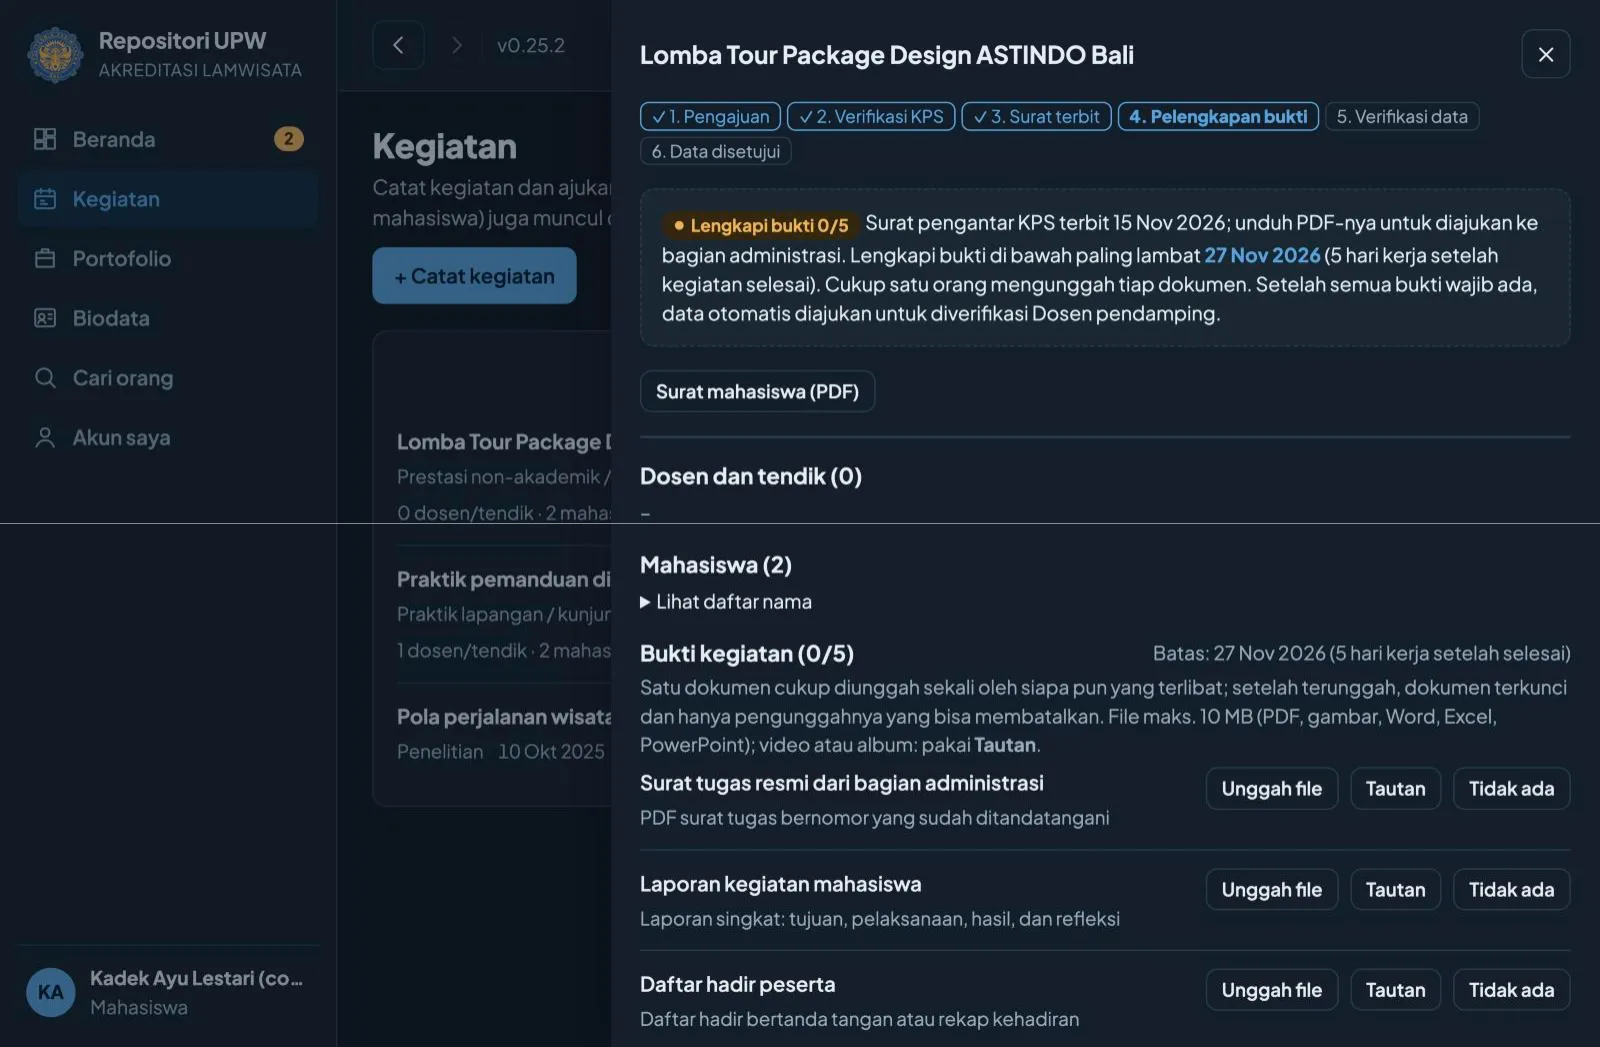 Repositori UPW
AKREDITASI LAMWISATA
Beranda
2
Kegiatan
Portofolio
Biodata
Cari orang
Akun saya
KA
Kadek Ayu Lestari (co...
Mahasiswa
v0.25.2
Kegiatan
Catat kegiatan dan ajuka
mahasiswa) juga muncul
+ Catat kegiatan
Lomba Tour Package
Prestasi non-akademik /
0 dosen/tendik · 2 maha
Praktik pemanduan di
Praktik lapangan / kunju
1 dosen/tendik · 2 mahas
Pola perjalanan wisata
Penelitian 10 Okt 2025
Lomba Tour Package Design ASTINDO Bali
✓ 1. Pengajuan ✓ 2. Verifikasi KPS ✓ 3. Surat terbit 4. Pelengkapan bukti 5. Verifikasi data
6. Data disetujui
• Lengkapi bukti 0/5 Surat pengantar KPS terbit 15 Nov 2026; unduh PDF-nya untuk diajukan ke
bagian administrasi. Lengkapi bukti di bawah paling lambat 27 Nov 2026 (5 hari kerja setelah
kegiatan selesai). Cukup satu orang mengunggah tiap dokumen. Setelah semua bukti wajib ada,
data otomatis diajukan untuk diverifikasi Dosen pendamping.
Surat mahasiswa (PDF)
Dosen dan tendik (0)
–
Mahasiswa (2)
▶ Lihat daftar nama
Bukti kegiatan (0/5) Batas: 27 Nov 2026 (5 hari kerja setelah selesai)
Satu dokumen cukup diunggah sekali oleh siapa pun yang terlibat; setelah terunggah, dokumen terkunci
dan hanya pengunggahnya yang bisa membatalkan. File maks. 10 MB (PDF, gambar, Word, Excel,
PowerPoint); video atau album: pakai Tautan.
Surat tugas resmi dari bagian administrasi
PDF surat tugas bernomor yang sudah ditandatangani
Unggah file Tautan Tidak ada
Laporan kegiatan mahasiswa
Laporan singkat: tujuan, pelaksanaan, hasil, dan refleksi
Unggah file Tautan Tidak ada
Daftar hadir peserta
Daftar hadir bertanda tangan atau rekap kehadiran
Unggah file Tautan Tidak ada